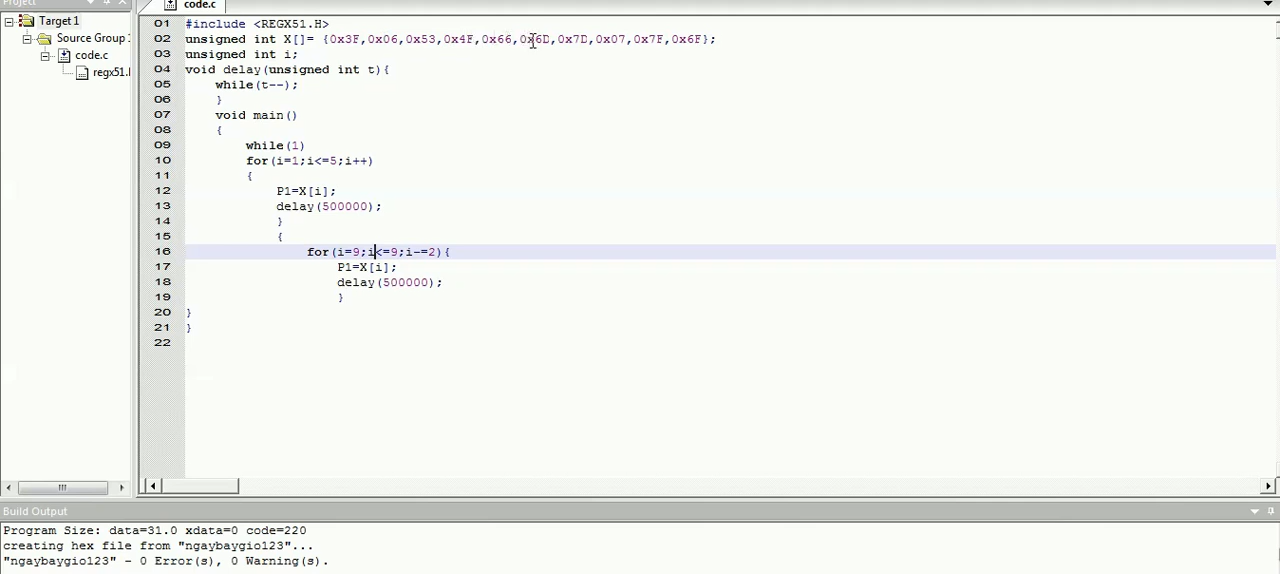 Project
code.c
Target 1
Source Group 1
code.c
regx51.
01 #include <REGX51.H>
02 unsigned int X[]= {0x3F,0x06,0x53,0x4F,0x66,0x6D,0x7D,0x07,0x7F,0x6F};
03 unsigned int i;
04 void delay(unsigned int t){
05 while(t--);
06 }
07 void main()
08 {
09 while(1)
10 for(i=1;i<=5;i++)
11 {
12 P1=X[i];
13 delay(500000);
14 }
15 {
16 for(i=9;i<=9;i-=2){
17 P1=X[i];
18 delay(500000);
19 }
20 }
21 }
22
Build Output
Program Size: data=31.0 xdata=0 code=220
creating hex file from "ngaybaygio123"...
"ngaybaygio123" - 0 Error(s), 0 Warning(s).